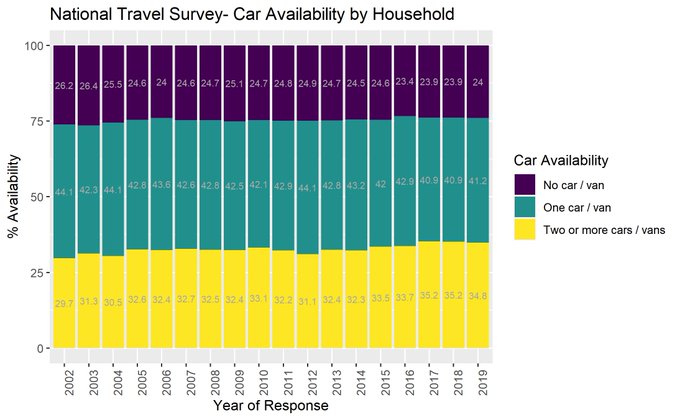 National Travel Survey- Car Availability by Household
100
75
50
25
0
% Availability
26.2 26.4 25.5 24.6 24 24.6 24.7 25.1 24.7 24.8 24.9 24.7 24.5 24.6 23.4 23.9 23.9 24
44.1 42.3 44.1 42.8 43.6 42.6 42.8 42.5 42.1 42.9 44.1 42.8 43.2 42 42.9 40.9 40.9 41.2
29.7 31.3 30.5 32.6 32.4 32.7 32.5 32.4 33.1 32.2 31.1 32.4 32.3 33.5 33.7 35.2 35.2 34.8
2002 2003 2004 2005 2006 2007 2008 2009 2010 2011 2012 2013 2014 2015 2016 2017 2018 2019
Year of Response
Car Availability
No car / van
One car / van
Two or more cars / vans